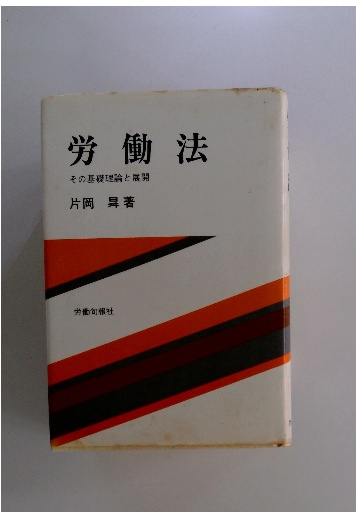 労働法
その基礎理論と展開
片岡 曻著
労働旬報社